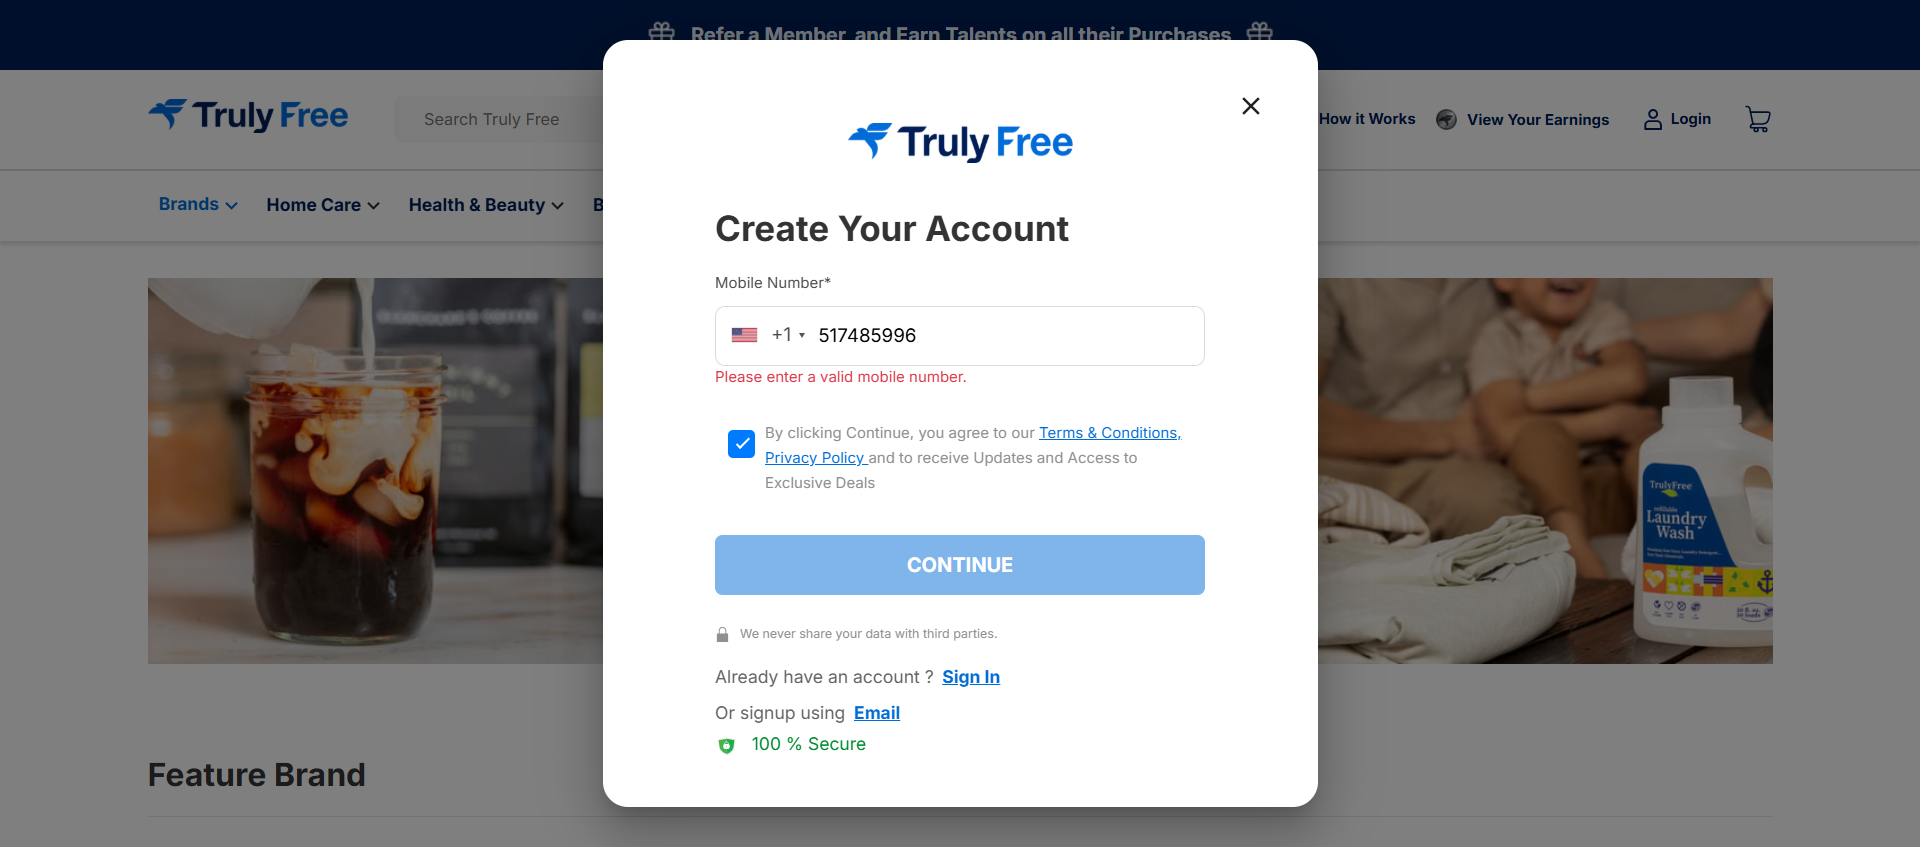 Refer a Member and Earn Talents on all their Purchases
Truly Free
Search Truly Free
How it Works
View Your Earnings
Login
Brands
Home Care
Health & Beauty
B
Truly Free
Create Your Account
Mobile Number*
+1
517485996
Please enter a valid mobile number.
By clicking Continue, you agree to our Terms & Conditions,
Privacy Policy and to receive Updates and Access to
Exclusive Deals
CONTINUE
We never share your data with third parties.
Already have an account ? Sign In
Or signup using Email
100 % Secure
TrulyFree
refillable
Laundry
Wash
Feature Brand